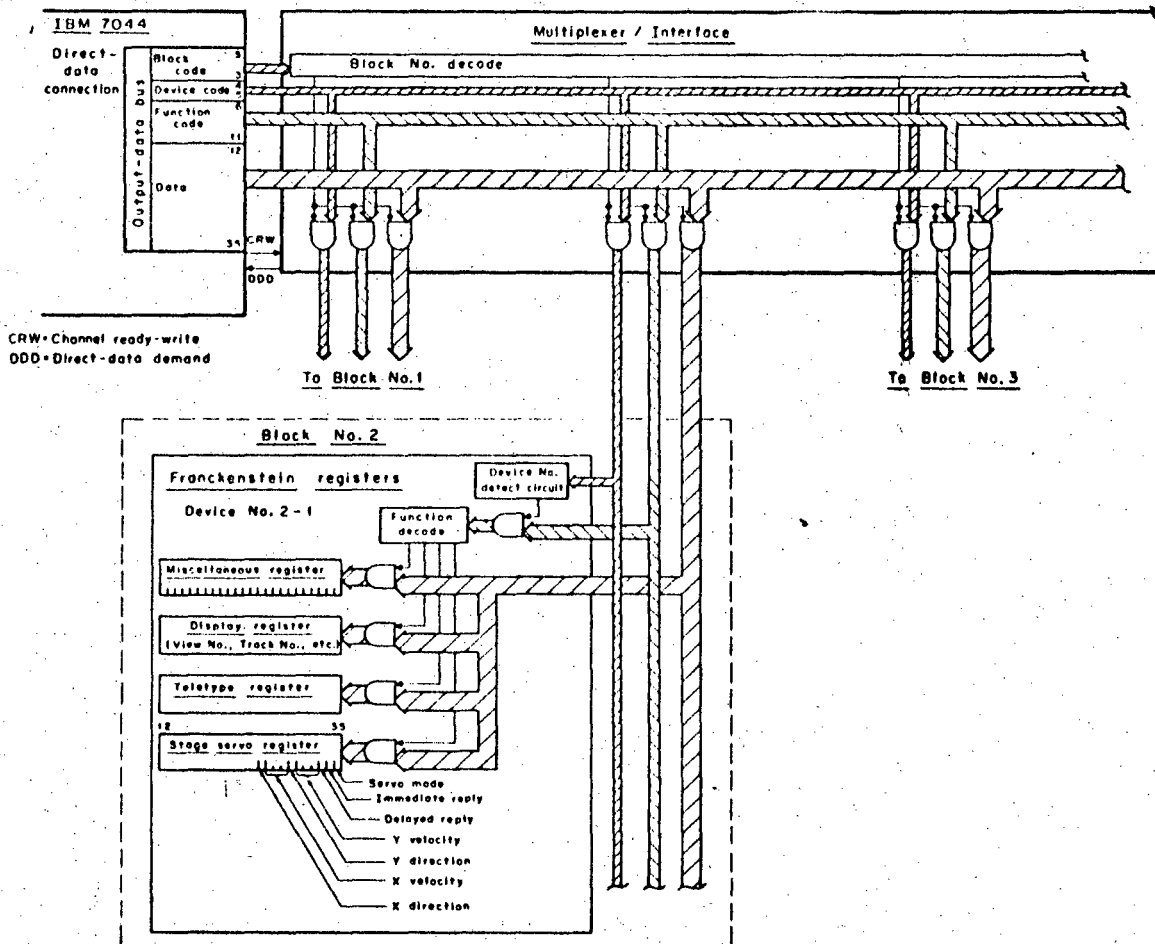 IBM 7044
Multiplexer / Interface
Direct-
data
connection
Output-data bus
Block
code
3
Block No. decode
Device code
Function
code
11
12
Data
35
CRW
DDD
CRW=Channel ready-write
DDD=Direct-data demand
To Block No.1
To Block No.3
Block No. 2
Franckenstein registers
Device No. 2-1
Device No.
detect circuit
Function
decode
Miscellaneous register
Display register
(View No., Track No., etc.)
Teletype register
12
35
Stage servo register
Servo mode
Immediate reply
Delayed reply
Y velocity
Y direction
X velocity
X direction